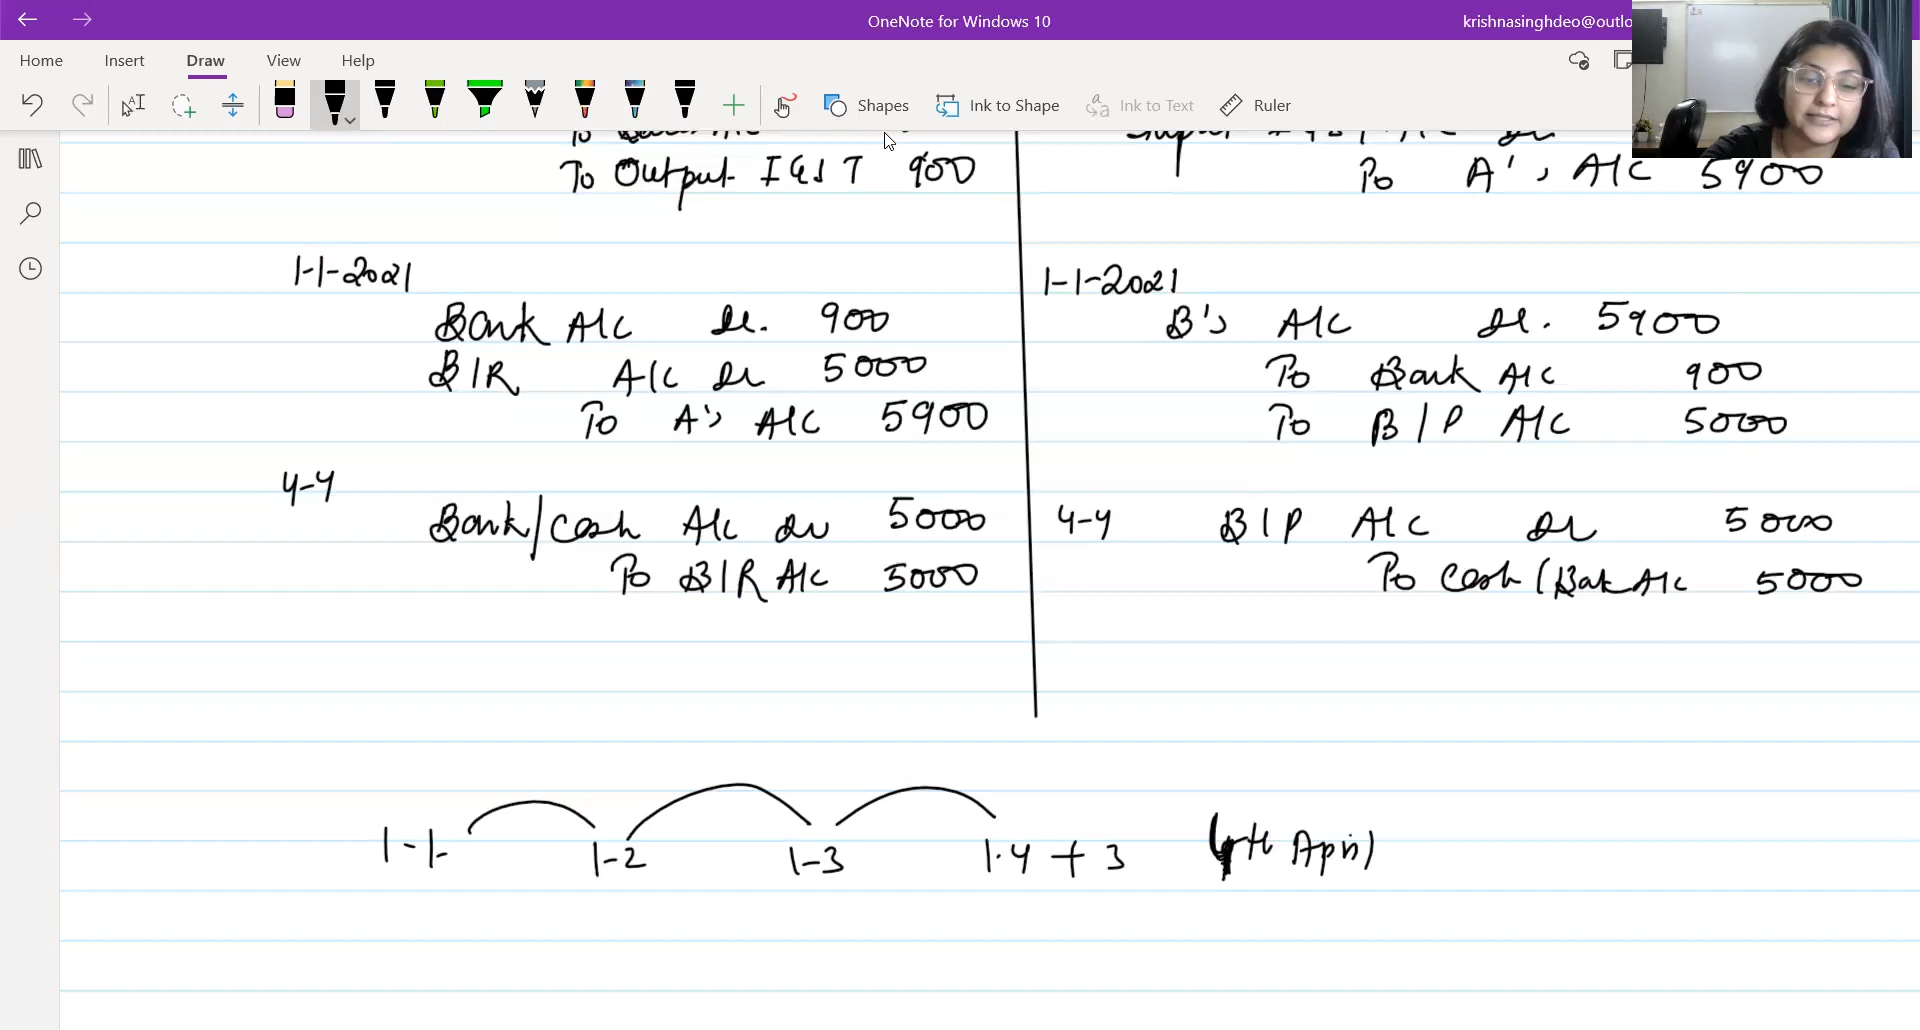 OneNote for Windows 10
krishnasinghdeo@outlo
Home Insert Draw View Help
Shapes Ink to Shape Ink to Text Ruler
To Output IGST 900
To A's A/c 5900
1-1-2021
Bank A/c Dr. 900
B/R A/c Dr 5000
To A's A/c 5900
4-4
Bank/Cash A/c Dr 5000
To B/R A/c 5000
1-1-2021
B's A/c Dr. 5900
To Bank A/c 900
To B/P A/c 5000
4-4 B/P A/c Dr 5000
To Cash/Bak A/c 5000
1-1- 1-2 1-3 1.4 + 3 (4th April)